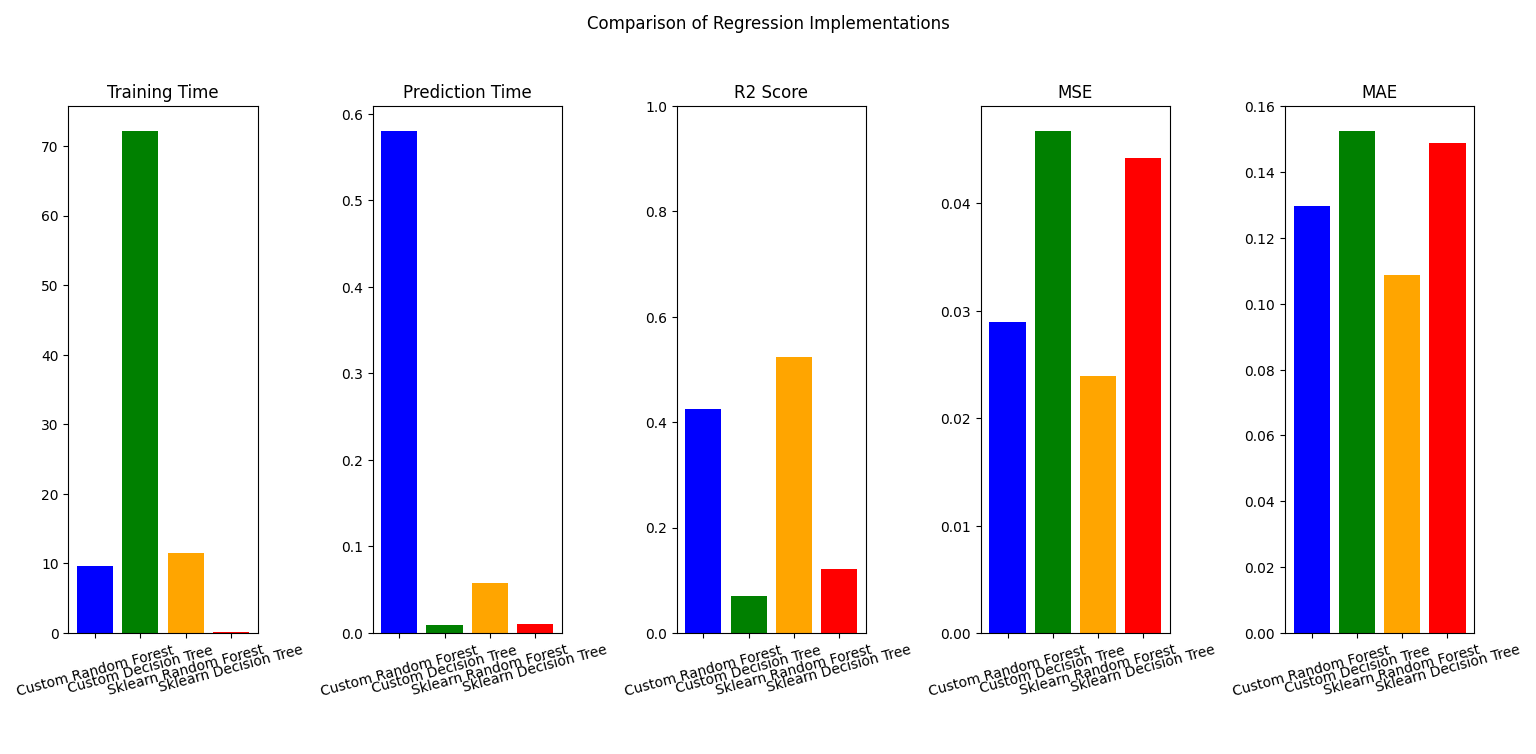 Comparison of Regression Implementations
Training Time
70
60
50
40
30
20
10
0
Custom Random Forest
Custom Decision Tree
Sklearn Random Forest
Sklearn Decision Tree
Prediction Time
0.6
0.5
0.4
0.3
0.2
0.1
0.0
Custom Random Forest
Custom Decision Tree
Sklearn Random Forest
Sklearn Decision Tree
R2 Score
1.0
0.8
0.6
0.4
0.2
0.0
Custom Random Forest
Custom Decision Tree
Sklearn Random Forest
Sklearn Decision Tree
MSE
0.04
0.03
0.02
0.01
0.00
Custom Random Forest
Custom Decision Tree
Sklearn Random Forest
Sklearn Decision Tree
MAE
0.16
0.14
0.12
0.10
0.08
0.06
0.04
0.02
0.00
Custom Random Forest
Custom Decision Tree
Sklearn Random Forest
Sklearn Decision Tree